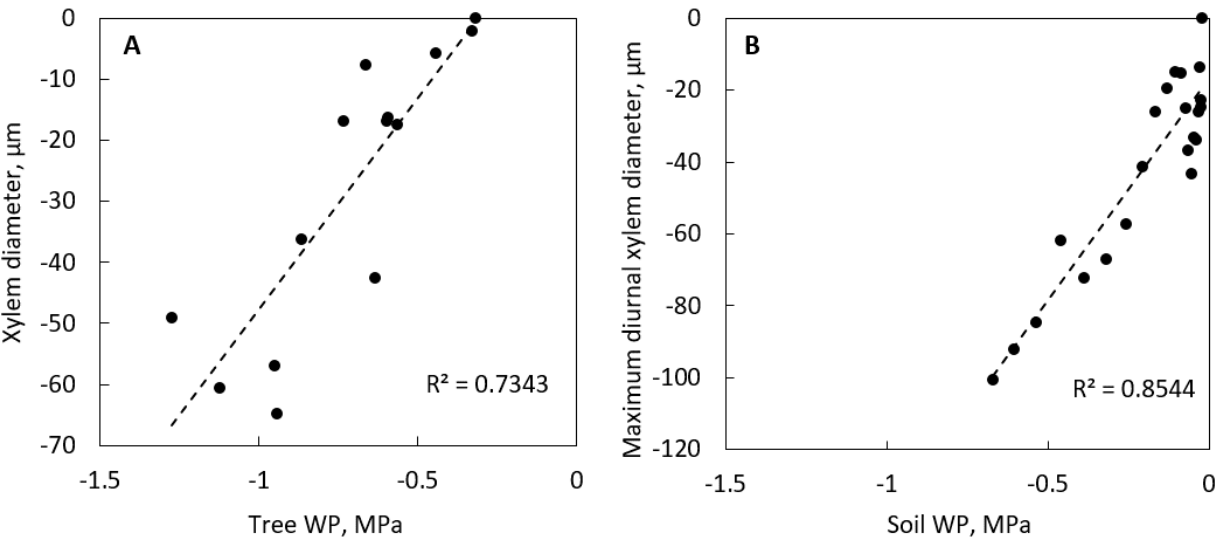 A
Xylem diameter, µm
0
-10
-20
-30
-40
-50
-60
-70
-1.5
-1
-0.5
0
R² = 0.7343
Tree WP, MPa
B
Maximum diurnal xylem diameter, µm
0
-20
-40
-60
-80
-100
-120
-1.5
-1
-0.5
0
R² = 0.8544
Soil WP, MPa